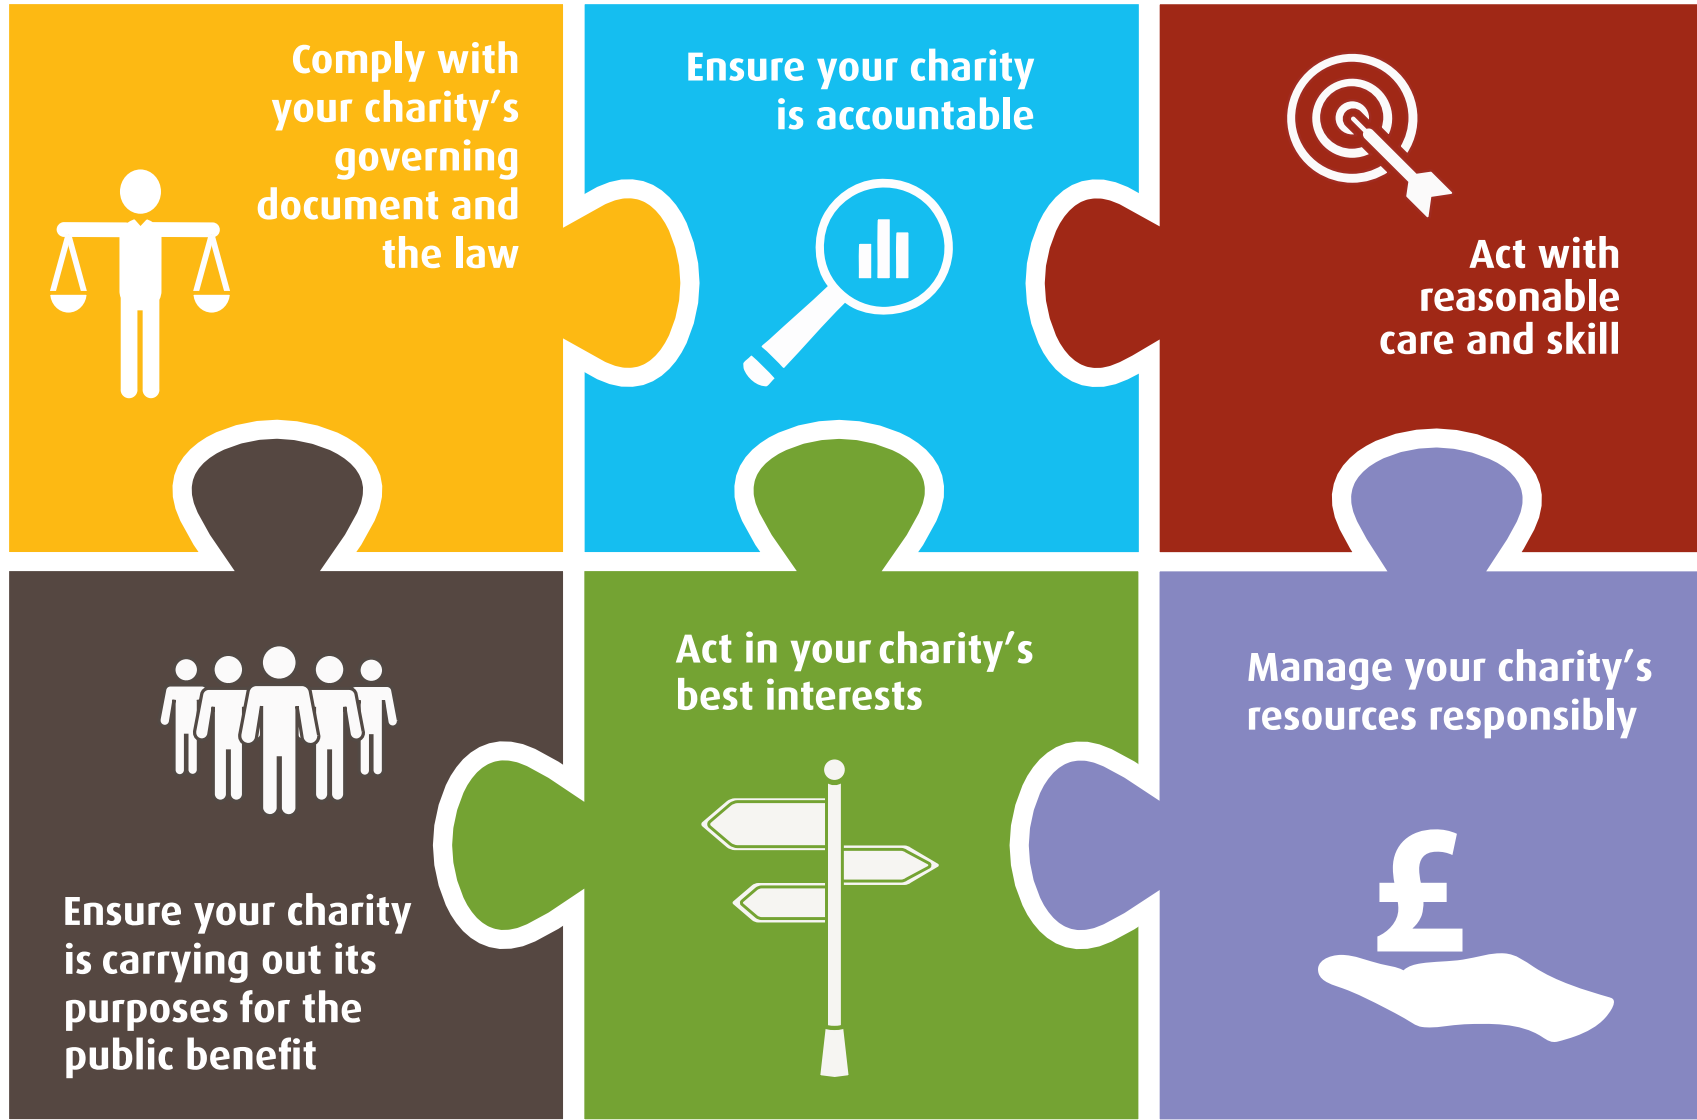 Comply with
your charity’s
governing
document and
the law
Ensure your charity
is accountable
Act with
reasonable
care and skill
Ensure your charity
is carrying out its
purposes for the
public benefit
Act in your charity’s
best interests
Manage your charity’s
resources responsibly
£